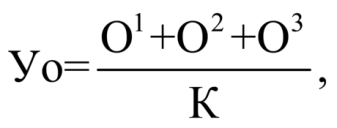 Уо=
О¹+О²+О³
К
,